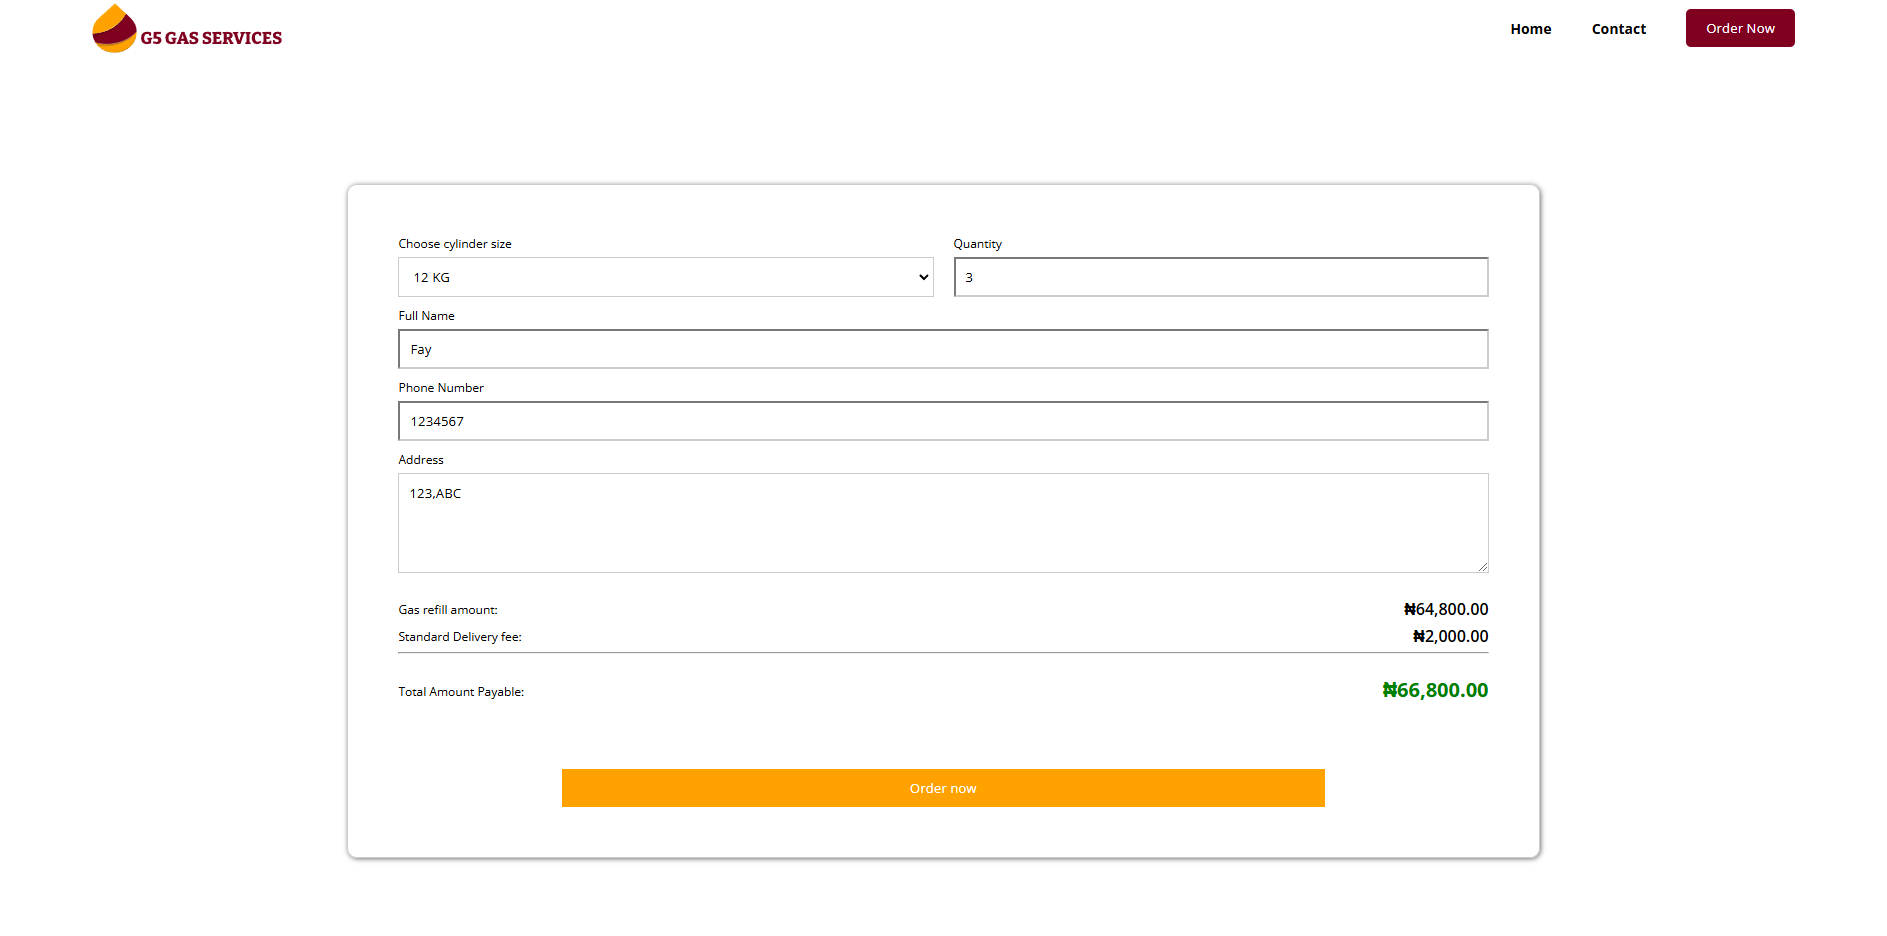 G5 GAS SERVICES
Home Contact Order Now
Choose cylinder size Quantity
12 KG 3
Full Name
Fay
Phone Number
1234567
Address
123,ABC
Gas refill amount: ₦64,800.00
Standard Delivery fee: ₦2,000.00
Total Amount Payable: ₦66,800.00
Order now